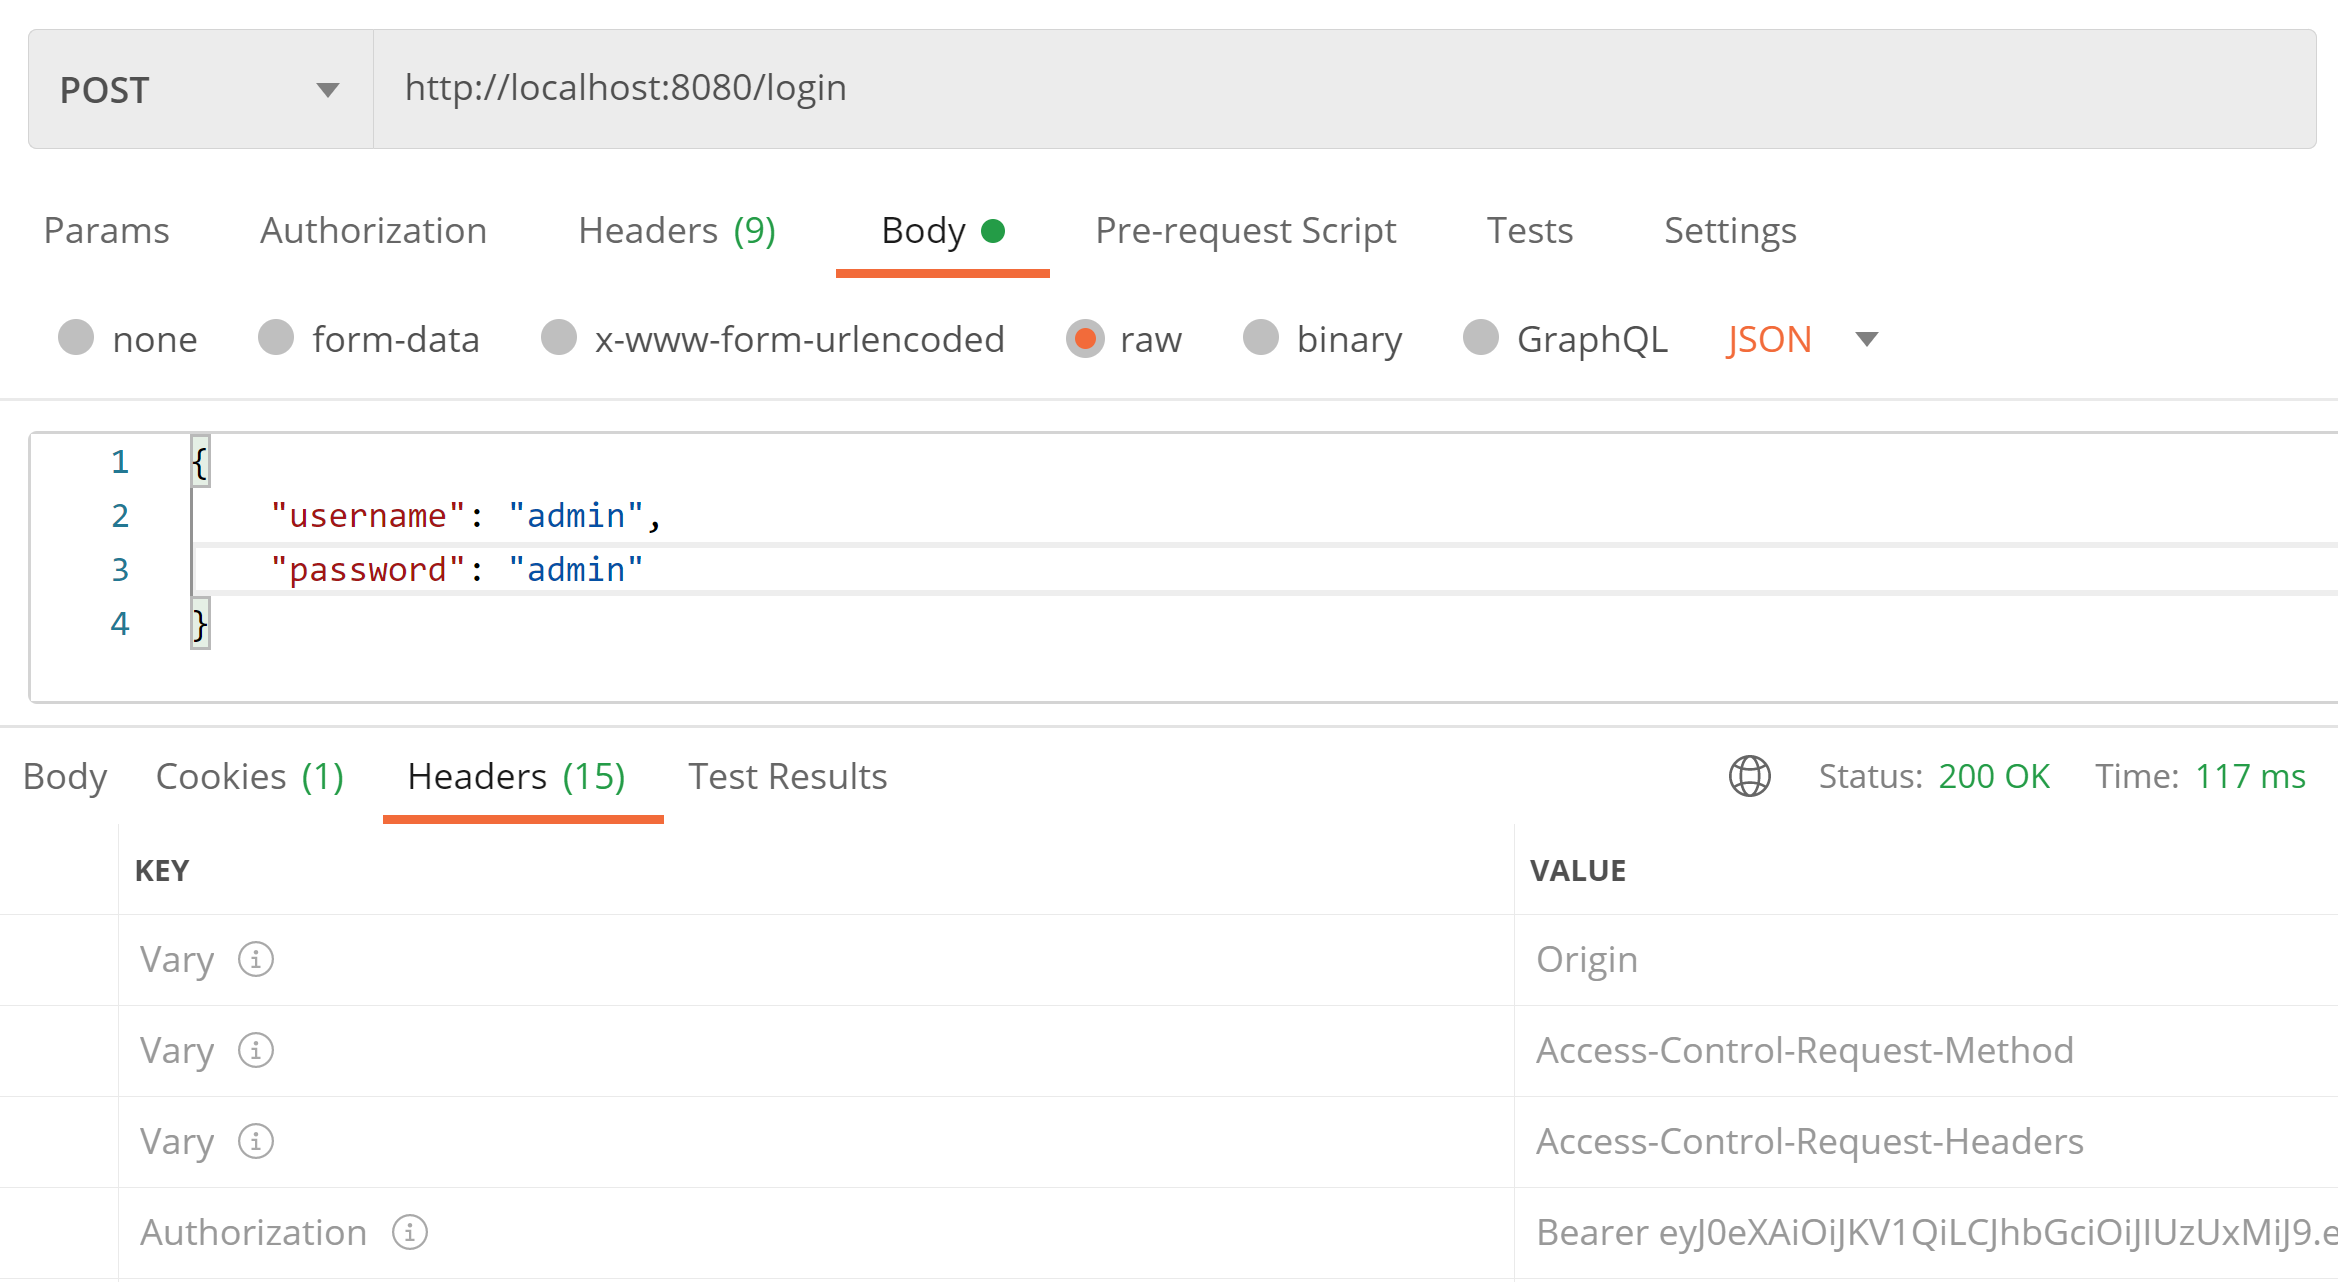 POST http://localhost:8080/login
Params Authorization Headers (9) Body Pre-request Script Tests Settings
none form-data x-www-form-urlencoded raw binary GraphQL JSON
1 {
2 "username": "admin",
3 "password": "admin"
4 }
Body Cookies (1) Headers (15) Test Results Status: 200 OK Time: 117 ms
KEY VALUE
Vary Origin
Vary Access-Control-Request-Method
Vary Access-Control-Request-Headers
Authorization Bearer eyJ0eXAiOiJKV1QiLCJhbGciOiJIUzUxMiJ9.e